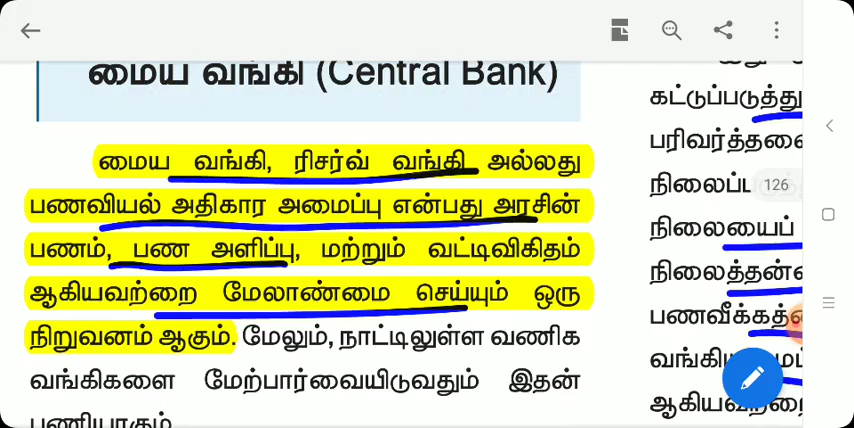 மைய வங்கி (Central Bank)
மைய வங்கி, ரிசர்வ் வங்கி அல்லது
பணவியல் அதிகார அமைப்பு என்பது அரசின்
பணம், பண அளிப்பு, மற்றும் வட்டிவிகிதம்
ஆகியவற்றை மேலாண்மை செய்யும் ஒரு
நிறுவனம் ஆகும். மேலும், நாட்டிலுள்ள வணிக
வங்கிகளை மேற்பார்வையிடுவதும் இதன்
பணியாகும்.
கட்டுப்படுத்து
பரிவர்த்தனை
நிலைப்ப
126
நிலையைப்
நிலைத்தன்
பணவீக்கத்
வங்கிய
ஆகியவற்றை